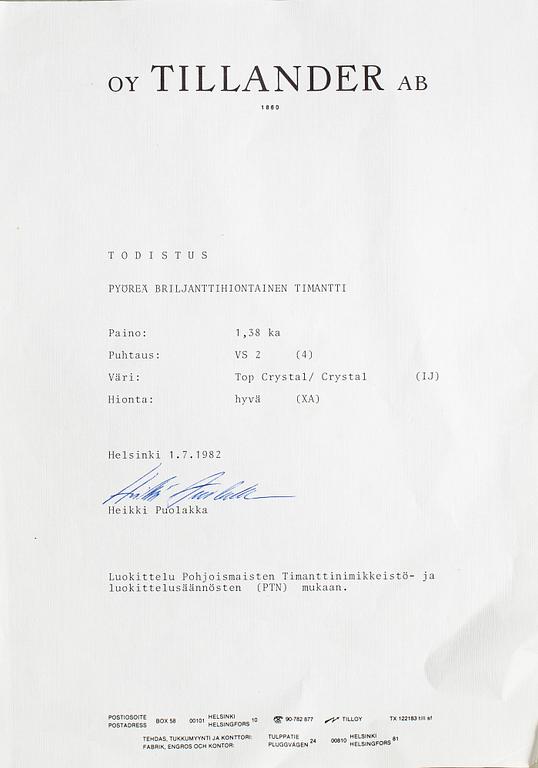 OY TILLANDER AB
1860
TODISTUS
PYÖREÄ BRILJANTTIHIONTAINEN TIMANTTI
Paino: 1,38 ka
Puhtaus: VS 2 (4)
Väri: Top Crystal/ Crystal (IJ)
Hionta: hyvä (XA)
Helsinki 1.7.1982
Heikki Puolakka
Heikki Puolakka
Luokittelu Pohjoismaisten Timanttinimikkeistö- ja
luokittelusäännösten (PTN) mukaan.
POSTIOSOITE BOX 58 00101 HELSINKI 10 90-782 877 TILLOY TX 122183 till sf
POSTADRESS HELSINGFORS
TEHDAS, TUKKUMYYNTI JA KONTTORI: TULPPATIE 24 00810 HELSINKI 81
FABRIK, ENGROS OCH KONTOR: PLUGGVÄGEN HELSINGFORS